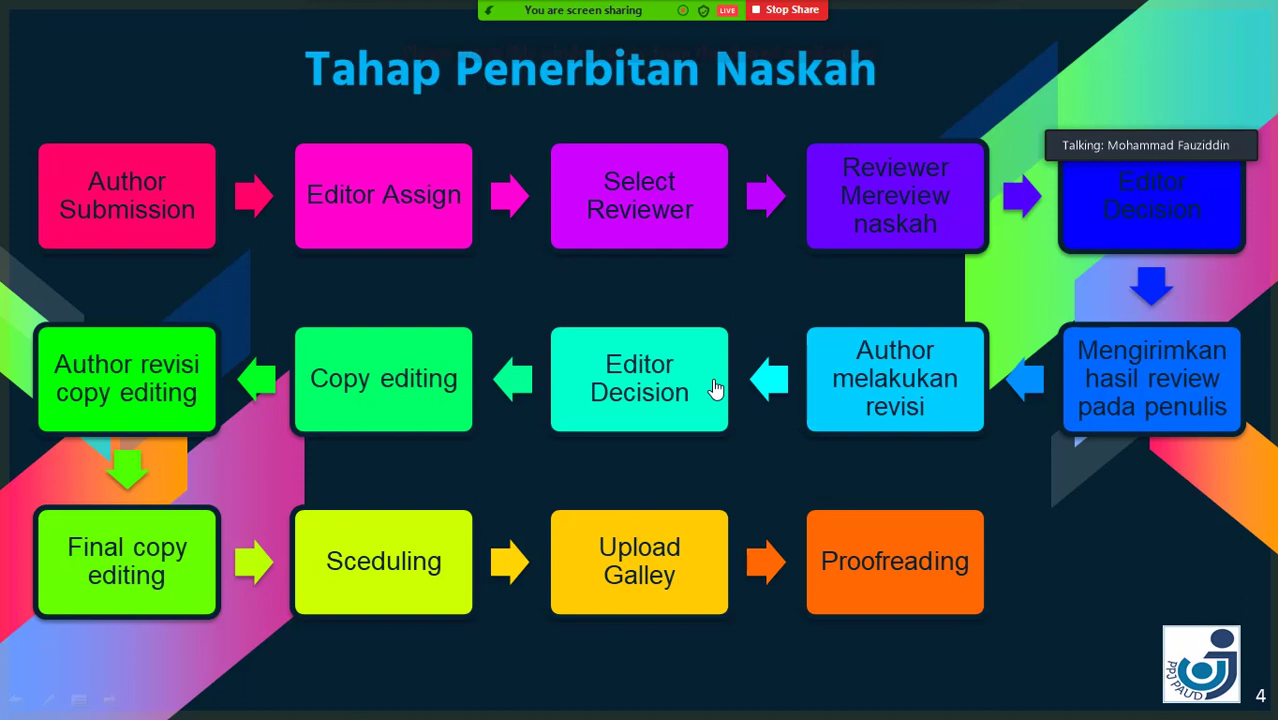 You are screen sharing
LIVE
Stop Share
Tahap Penerbitan Naskah
Talking: Mohammad Fauziddin
Author
Submission
Editor Assign
Select
Reviewer
Reviewer
Mereview
naskah
Editor
Decision
Mengirimkan
hasil review
pada penulis
Author
melakukan
revisi
Editor
Decision
Copy editing
Author revisi
copy editing
Final copy
editing
Sceduling
Upload
Galley
Proofreading
PPJ PAUD
4